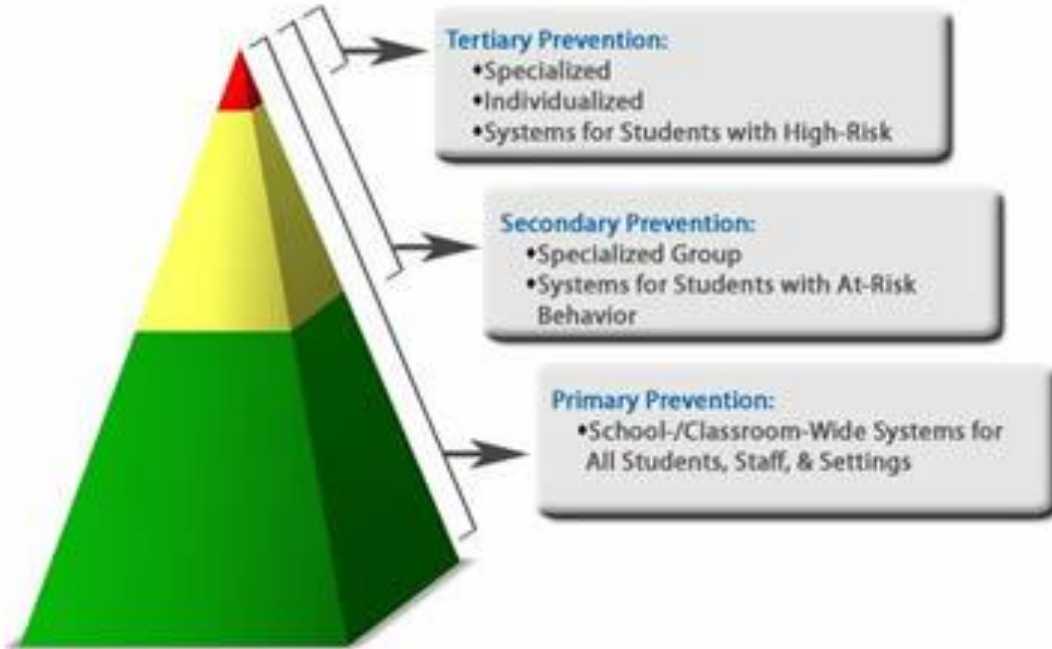 Tertiary Prevention:
•Specialized
•Individualized
•Systems for Students with High-Risk
Secondary Prevention:
•Specialized Group
•Systems for Students with At-Risk
Behavior
Primary Prevention:
•School-/Classroom-Wide Systems for
All Students, Staff, & Settings